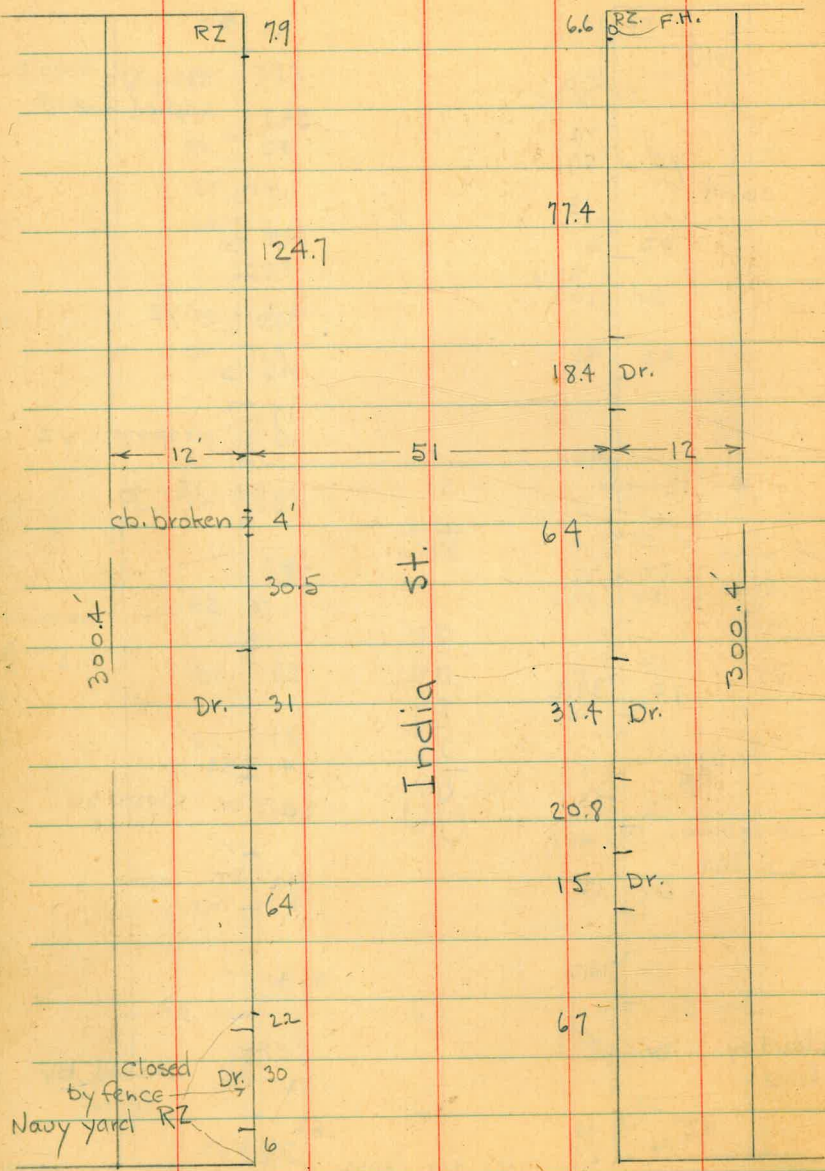 RZ 7.9 6.6 RZ. F.H.
77.4
124.7
18.4 Dr.
12' 51 12
cb. broken 4' 64
30.5
300.4' India St. 300.4'
Dr. 31 31.4 Dr.
20.8
15 Dr.
64
22 67
closed Dr. 30
by fence
Navy yard RZ
6